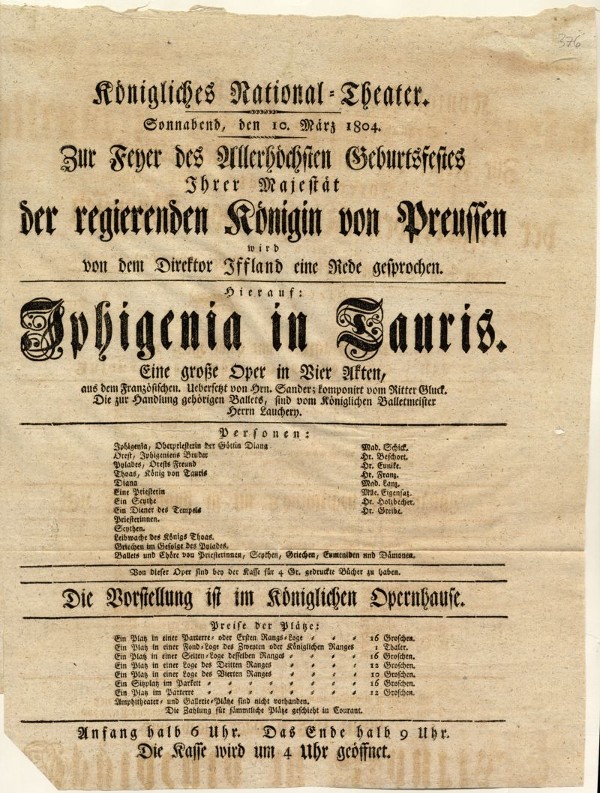 376
Königliches National-Theater.
Sonnabend, den 10. März 1804.
Zur Feyer des Allerhöchsten Geburtsfestes
Ihrer Majestät
der regierenden Königin von Preussen
wird
von dem Direktor Iffland eine Rede gesprochen.
Hierauf:
Iphigenia in Tauris.
Eine große Oper in Vier Akten,
aus dem Französischen. Uebersetzt von Hrn. Sander; komponirt vom Ritter Gluck.
Die zur Handlung gehörigen Ballets, sind vom Königlichen Balletmeister
Herrn Lauchery.
Personen:
Iphigenia, Oberpriesterin der Göttin Diana Mad. Schick.
Orest, Iphigeniens Bruder Hr. Beschort.
Pylades, Orests Freund Hr. Eunike.
Thoas, König von Tauris Hr. Franz.
Diana Mad. Lanz.
Eine Priesterin Mlle. Eigensatz.
Ein Scythe Hr. Holzbecher.
Ein Diener des Tempels Hr. Greibe.
Priesterinnen.
Scythen.
Leibwache des Königs Thoas.
Griechen im Gefolge des Pylades.
Ballets und Chöre von Priesterinnen, Scythen, Griechen, Eumeniden und Dämonen.
Von dieser Oper sind bey der Kasse für 4 Gr. gedruckte Bücher zu haben.
Die Vorstellung ist im Königlichen Opernhause.
Preise der Plätze:
Ein Platz in einer Parterre- oder Ersten Rangs-Loge 16 Groschen.
Ein Platz in einer Fond-Loge des Zweyten oder Königlichen Ranges 1 Thaler.
Ein Platz in einer Seiten-Loge desselben Ranges 16 Groschen.
Ein Platz in einer Loge des Dritten Ranges 12 Groschen.
Ein Platz in einer Loge des Vierten Ranges 10 Groschen.
Ein Sitzplatz im Parkett 16 Groschen.
Ein Platz im Parterre 12 Groschen.
Amphitheater- und Gallerie-Plätze sind nicht vorhanden.
Die Zahlung für sämmtliche Plätze geschieht in Courant.
Anfang halb 6 Uhr. Das Ende halb 9 Uhr.
Die Kasse wird um 4 Uhr geöffnet.